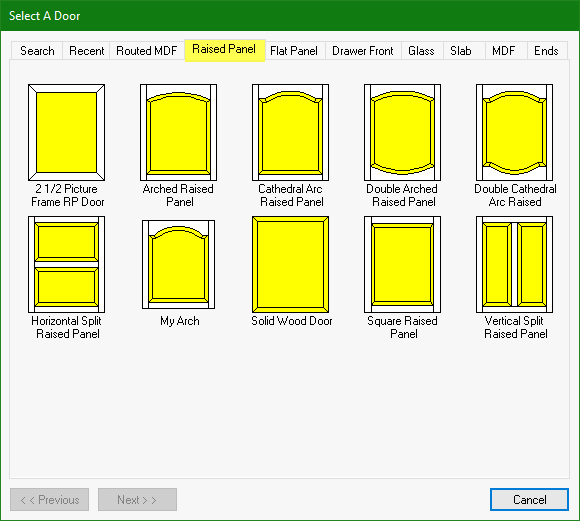 Select A Door
Search Recent Routed MDF Raised Panel Flat Panel Drawer Front Glass Slab MDF Ends
2 1/2 Picture
Frame RP Door
Arched Raised
Panel
Cathedral Arc
Raised Panel
Double Arched
Raised Panel
Double Cathedral
Arc Raised
Horizontal Split
Raised Panel
My Arch
Solid Wood Door
Square Raised
Panel
Vertical Split
Raised Panel
< < Previous
Next > >
Cancel